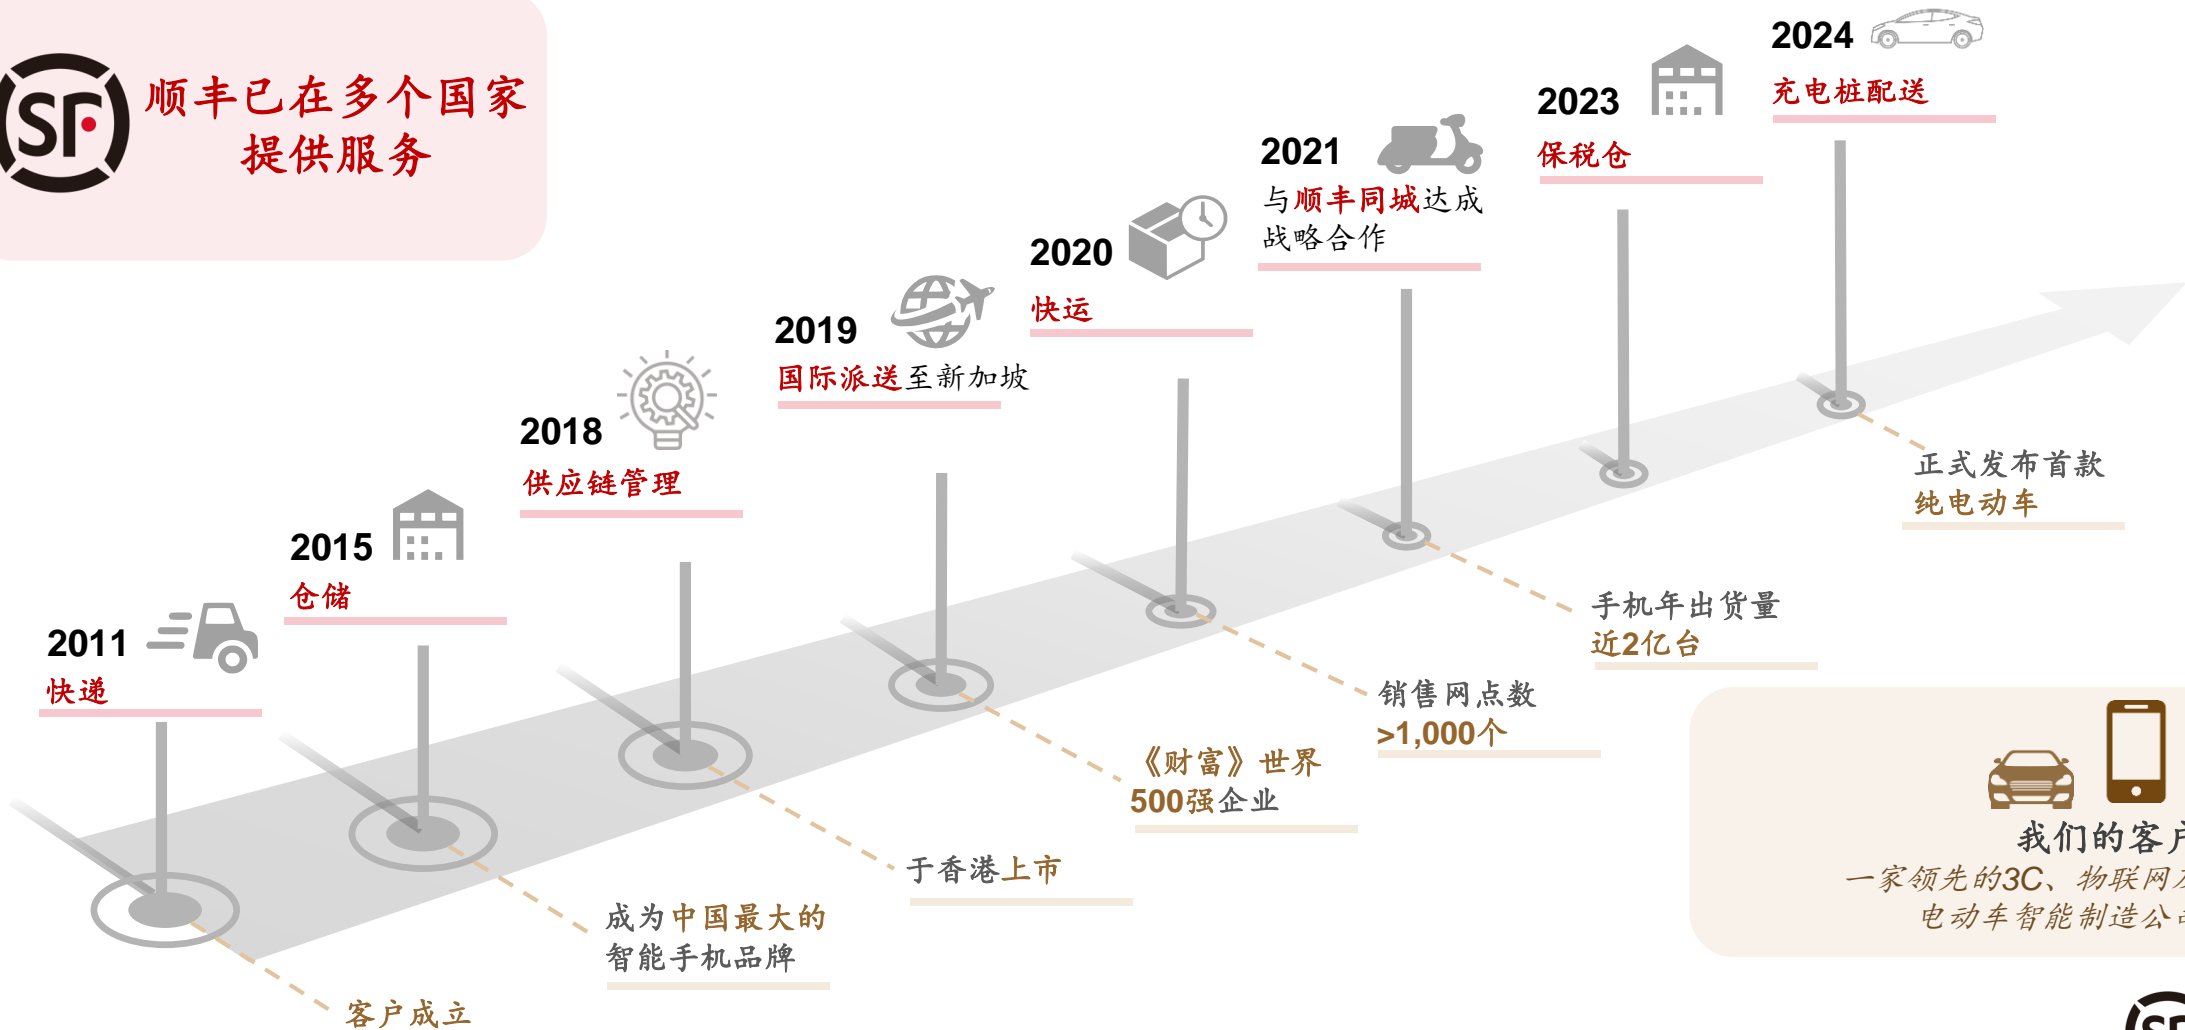 SF
顺丰已在多个国家
提供服务
2011
快递
2015
仓储
2018
供应链管理
2019
国际派送至新加坡
2020
快运
2021
与顺丰同城达成
战略合作
2023
保税仓
2024
充电桩配送
客户成立
成为中国最大的
智能手机品牌
于香港上市
《财富》世界
500强企业
销售网点数
>1,000个
手机年出货量
近2亿台
正式发布首款
纯电动车
我们的客户
一家领先的3C、物联网及
电动车智能制造公司
SF